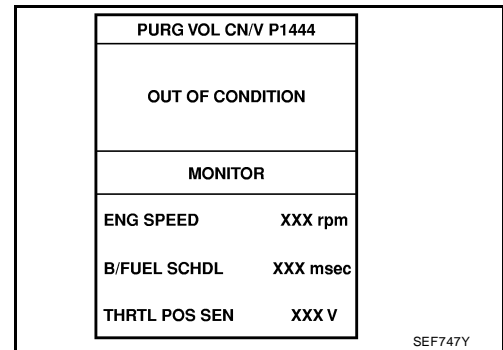 PURG VOL CN/V P1444
OUT OF CONDITION
MONITOR
ENG SPEED XXX rpm
B/FUEL SCHDL XXX msec
THRTL POS SEN XXX V
SEF747Y